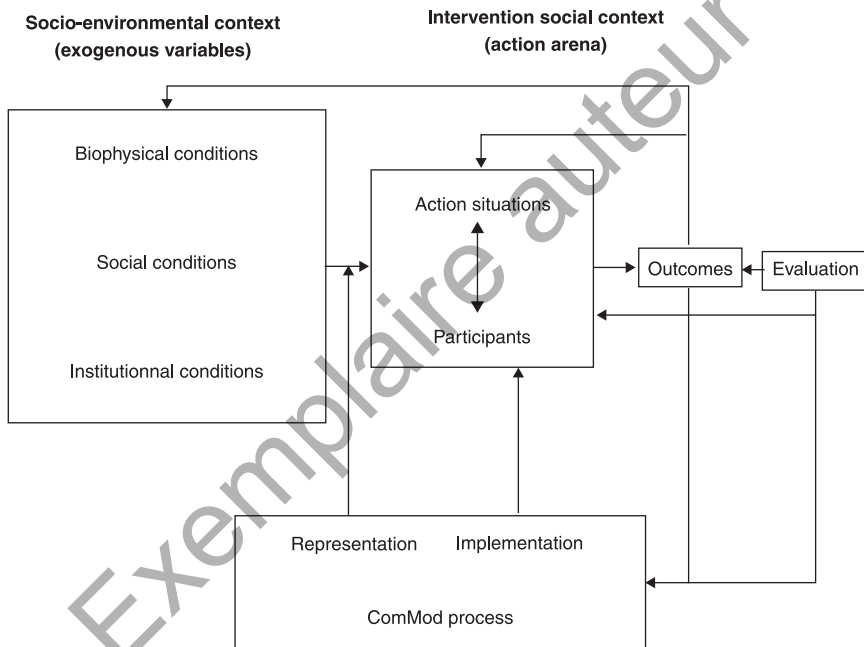 Socio-environmental context
(exogenous variables)
Intervention social context
(action arena)
Biophysical conditions
Social conditions
Institutionnal conditions
Action situations
Participants
Outcomes
Evaluation
Representation
Implementation
ComMod process
Exemplaire auteur